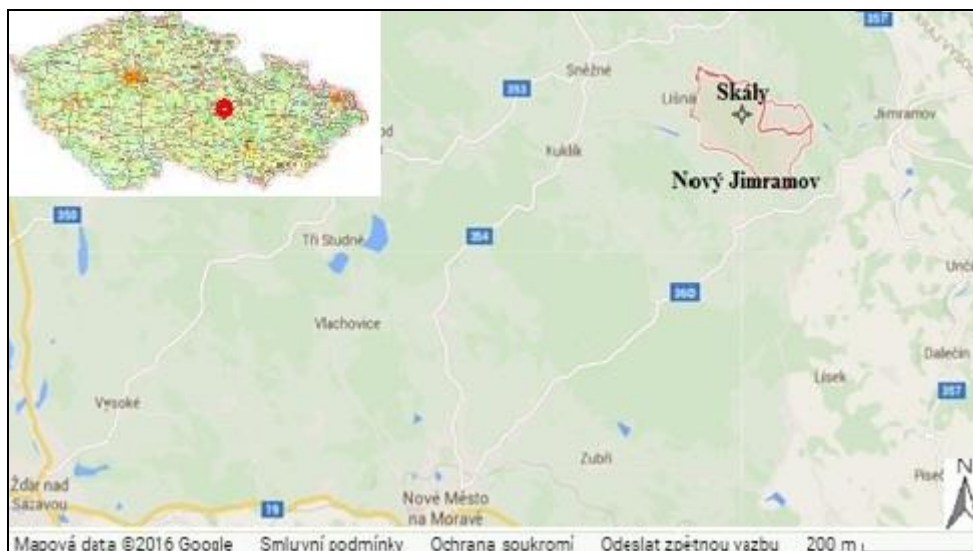 357
353
Sněžné
Skály
Lišná
Jimramov
Kuklík
Nový Jimramov
350
354
Tři Studně
360
Vlachovice
Dalečín
Lísek
357
Vysoké
Zubří
Žďár nad
Sázavou
Nové Město
na Moravě
19
N
Mapová data ©2016 Google Smluvní podmínky Ochrana soukromí Odeslat zpětnou vazbu 200 m